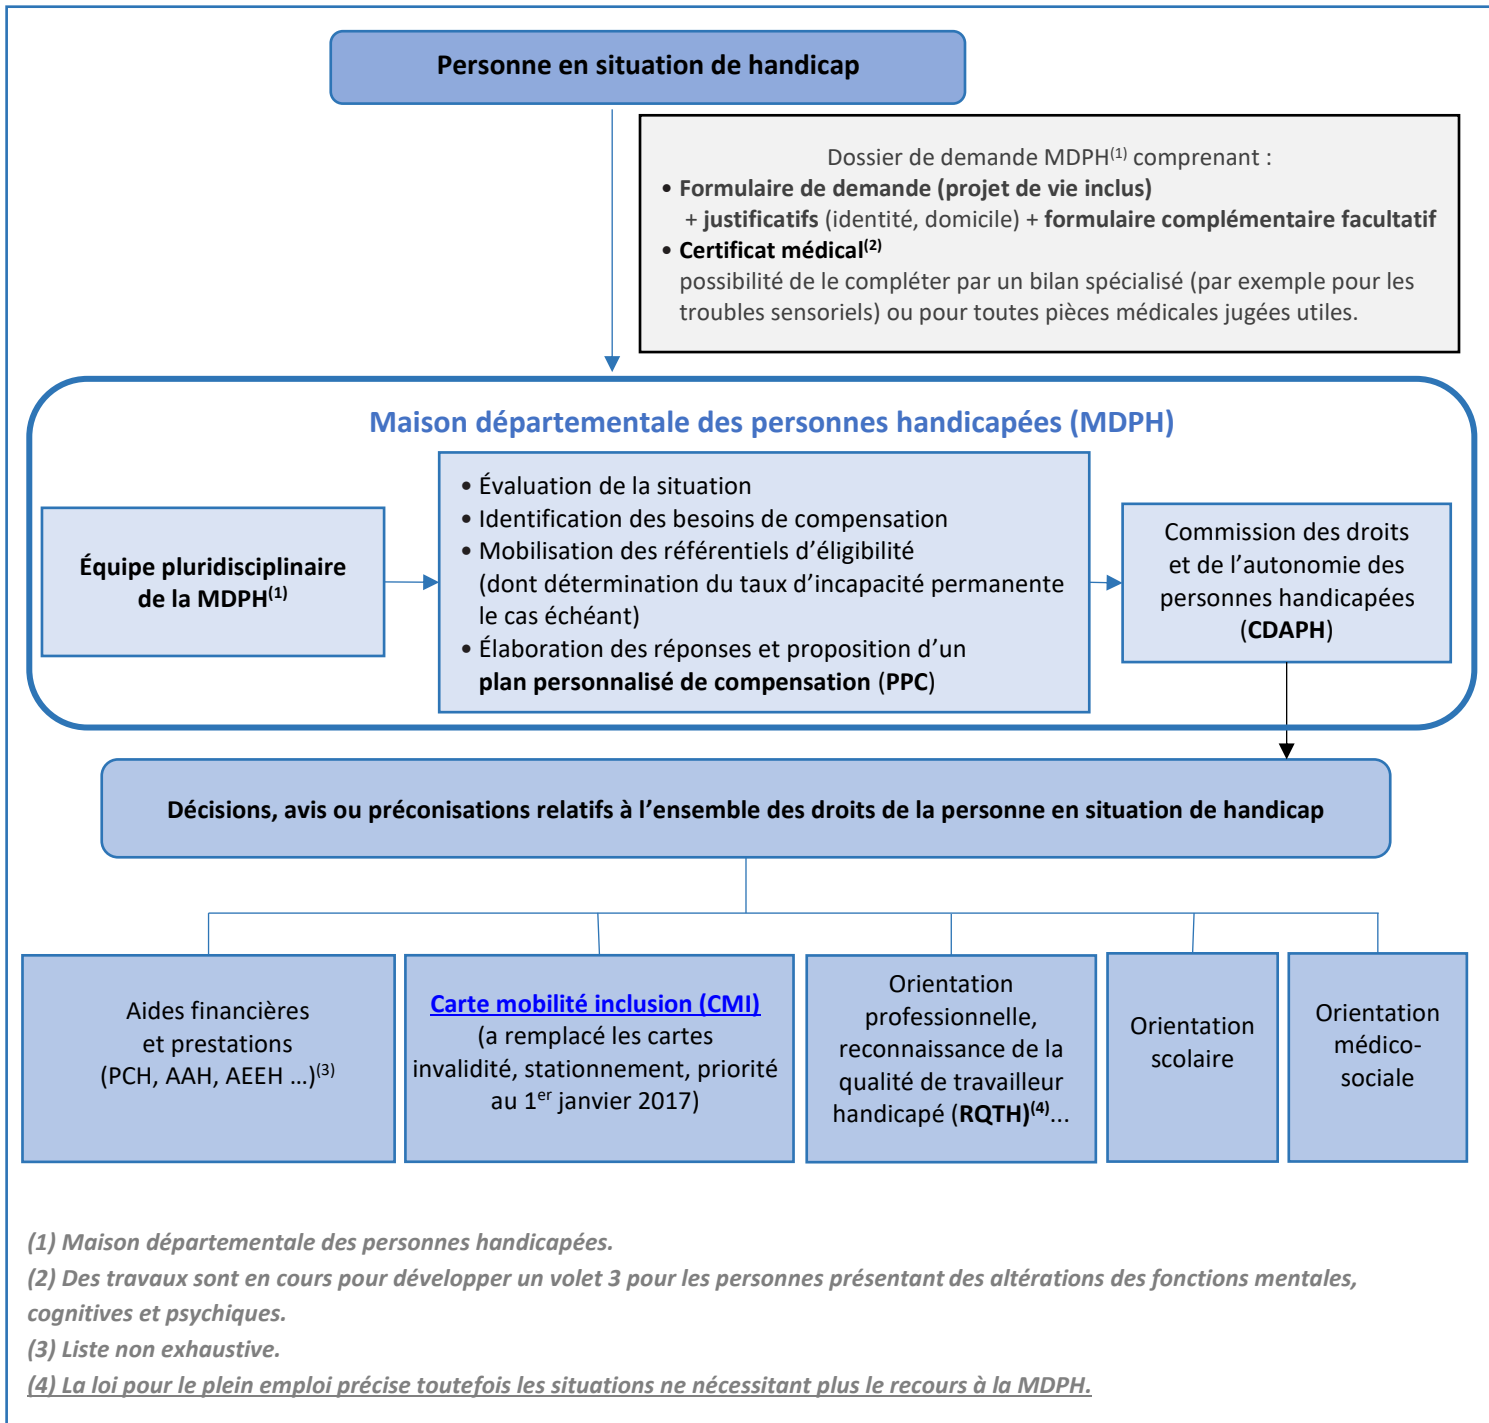 Personne en situation de handicap
Dossier de demande MDPH(1) comprenant :
• Formulaire de demande (projet de vie inclus)
+ justificatifs (identité, domicile) + formulaire complémentaire facultatif
• Certificat médical(2)
possibilité de le compléter par un bilan spécialisé (par exemple pour les
troubles sensoriels) ou pour toutes pièces médicales jugées utiles.
Maison départementale des personnes handicapées (MDPH)
Équipe pluridisciplinaire
de la MDPH(1)
• Évaluation de la situation
• Identification des besoins de compensation
• Mobilisation des référentiels d’éligibilité
(dont détermination du taux d’incapacité permanente
le cas échéant)
• Élaboration des réponses et proposition d’un
plan personnalisé de compensation (PPC)
Commission des droits
et de l’autonomie des
personnes handicapées
(CDAPH)
Décisions, avis ou préconisations relatifs à l’ensemble des droits de la personne en situation de handicap
Aides financières
et prestations
(PCH, AAH, AEEH …)(3)
Carte mobilité inclusion (CMI)
(a remplacé les cartes
invalidité, stationnement, priorité
au 1er janvier 2017)
Orientation
professionnelle,
reconnaissance de la
qualité de travailleur
handicapé (RQTH)(4)...
Orientation
scolaire
Orientation
médico-
sociale
(1) Maison départementale des personnes handicapées.
(2) Des travaux sont en cours pour développer un volet 3 pour les personnes présentant des altérations des fonctions mentales,
cognitives et psychiques.
(3) Liste non exhaustive.
(4) La loi pour le plein emploi précise toutefois les situations ne nécessitant plus le recours à la MDPH.